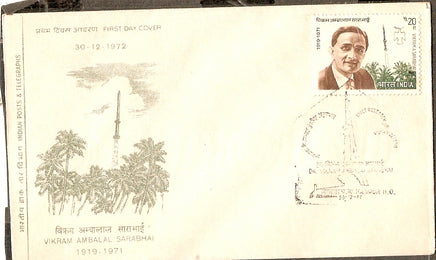 प्रथम दिवस आवरण FIRST DAY COVER
30-12-1972
भारतीय डाक तार विभाग INDIAN POSTS & TELEGRAPHS
विक्रम अम्बालाल साराभाई
VIKRAM AMBALAL SARABHAI
1919-1971
विक्रम अम्बालाल साराभाई
20
1919-1971
VIKRAM SARABHAI
भारत INDIA